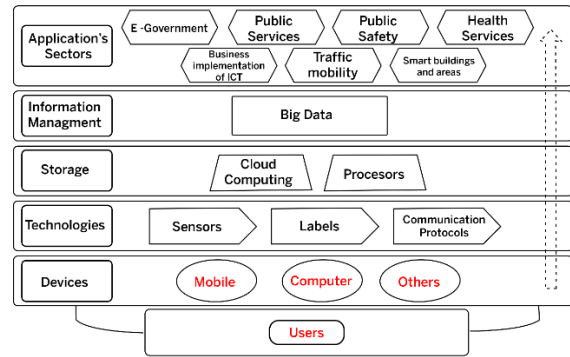 Application's
Sectors
E -Government
Public
Services
Public
Safety
Health
Services
Business
implementation
of ICT
Traffic
mobility
Smart buildings
and areas
Information
Managment
Big Data
Storage
Cloud
Computing
Procesors
Technologies
Sensors
Labels
Communication
Protocols
Devices
Mobile
Computer
Others
Users